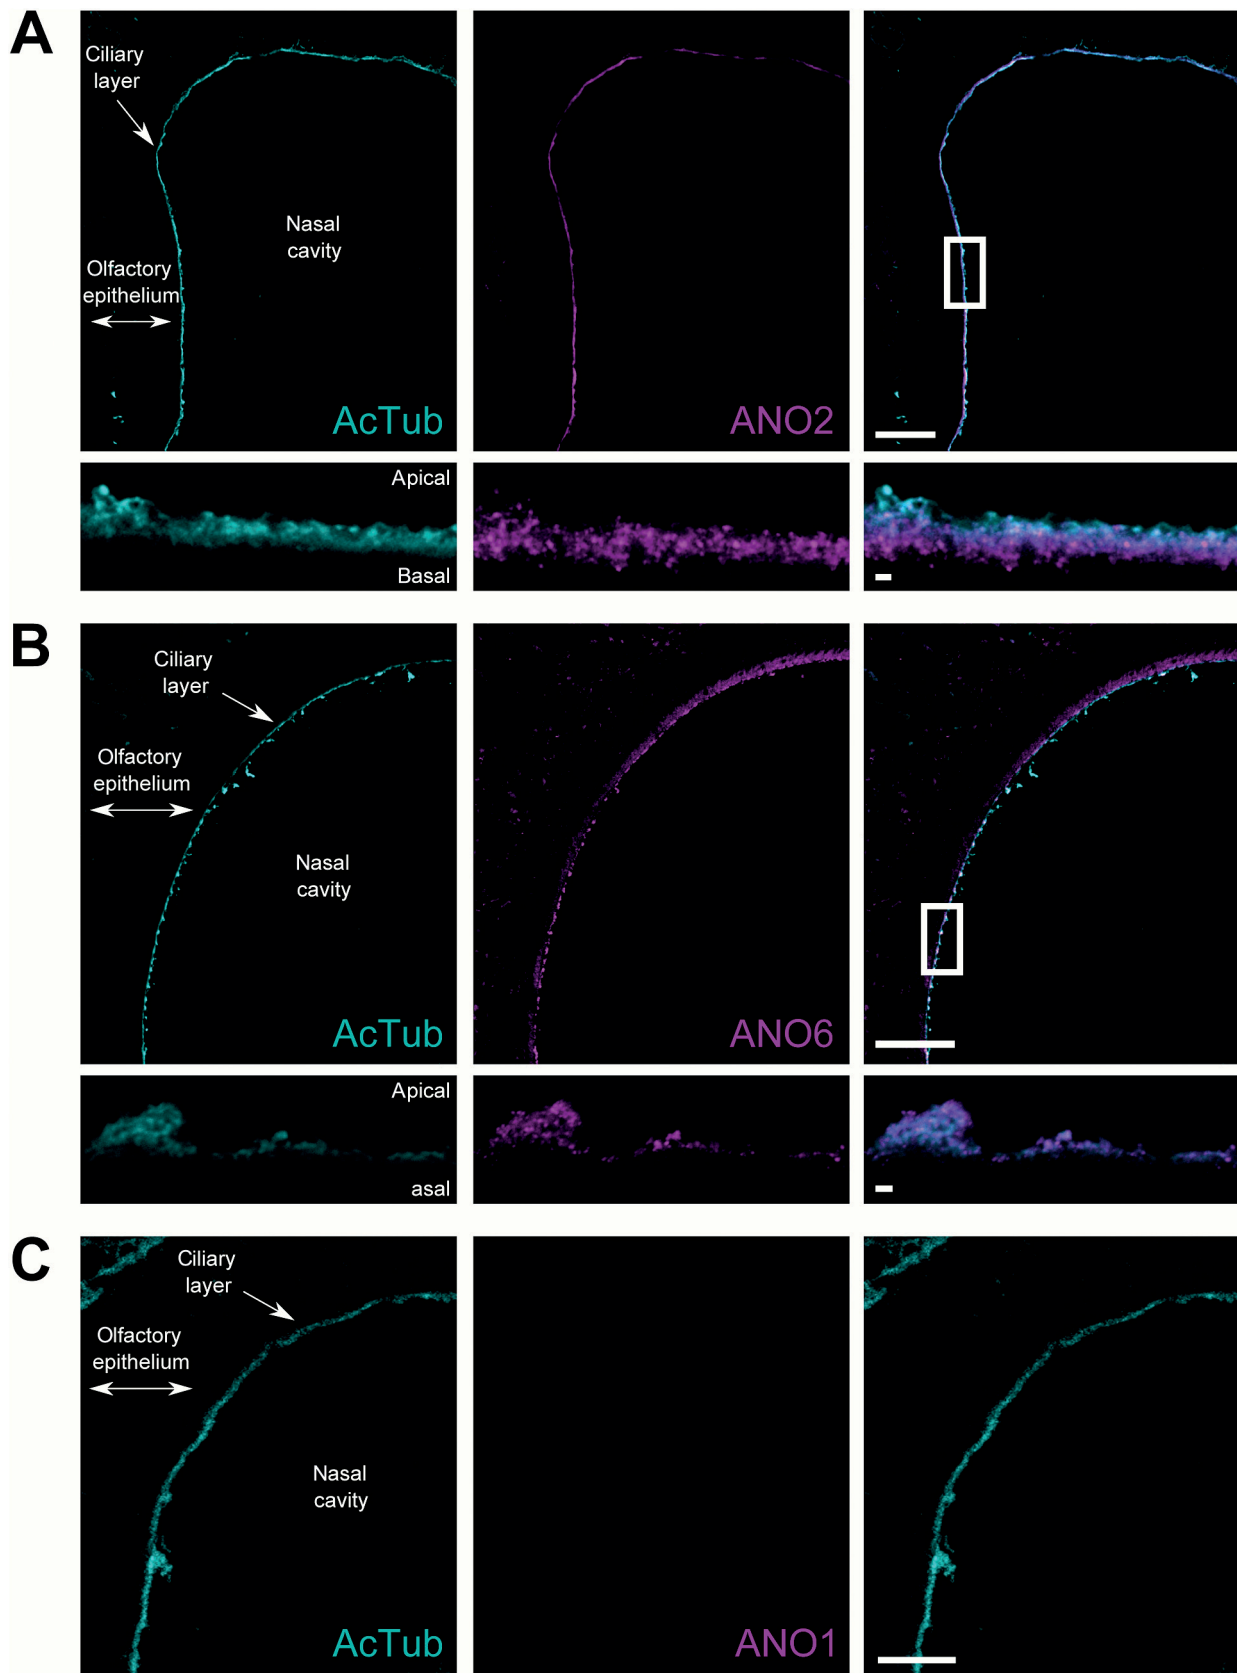 A
Ciliary
layer
Nasal
cavity
Olfactory
epithelium
AcTub
ANO2
Apical
Basal
B
Ciliary
layer
Olfactory
epithelium
Nasal
cavity
AcTub
ANO6
Apical
asal
C
Ciliary
layer
Olfactory
epithelium
Nasal
cavity
AcTub
ANO1